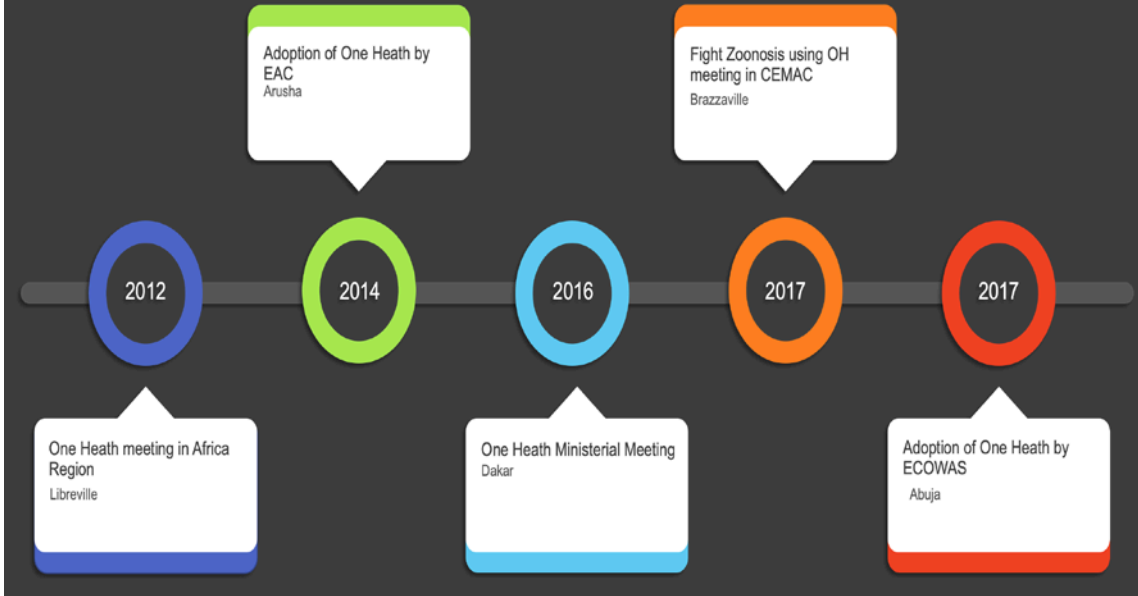 Adoption of One Heath by
EAC
Arusha
Fight Zoonosis using OH
meeting in CEMAC
Brazzaville
2012
2014
2016
2017
2017
One Heath meeting in Africa
Region
Libreville
One Heath Ministerial Meeting
Dakar
Adoption of One Heath by
ECOWAS
Abuja